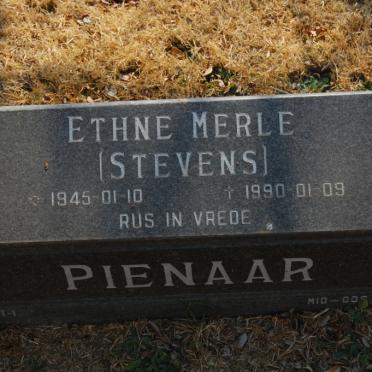 ETHNE MERLE
(STEVENS)
1945-01-10 † 1990-01-09
RUS IN VREDE
PIENAAR